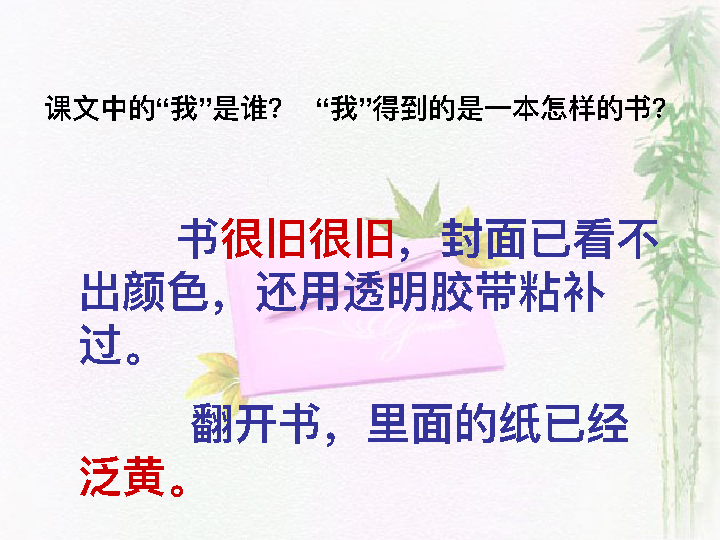 课文中的“我”是谁? “我”得到的是一本怎样的书?
书很旧很旧，封面已看不
出颜色，还用透明胶带粘补
过。
翻开书，里面的纸已经
泛黄。